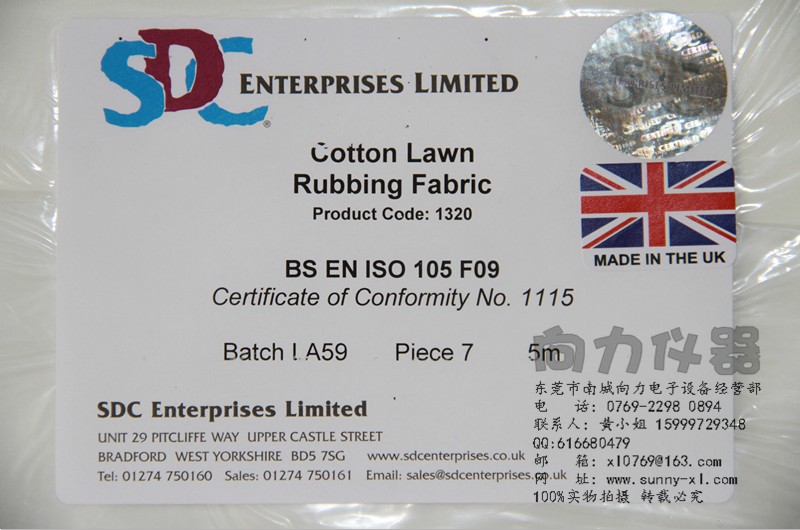 SDC ENTERPRISES LIMITED
®
Cotton Lawn
Rubbing Fabric
Product Code: 1320
BS EN ISO 105 F09
Certificate of Conformity No. 1115
Batch LA59 Piece 7 5m
SDC Enterprises Limited
UNIT 29 PITCLIFFE WAY UPPER CASTLE STREET
BRADFORD WEST YORKSHIRE BD5 7SG www.sdcenterprises.co.uk
Tel: 01274 750160 Sales: 01274 750161 Email: sales@sdcenterprises.co.uk
SDC
ENTERPRISES LIMITED
MADE IN THE UK
向力仪器
东莞市南城向力电子设备经营部
电 话: 0769-2298 0894
联系人: 黄小姐 15999729348
QQ:616680479
邮 箱: xl0769@163.com
网 址: www.sunny-xl.com
100%实物拍摄 转载必究